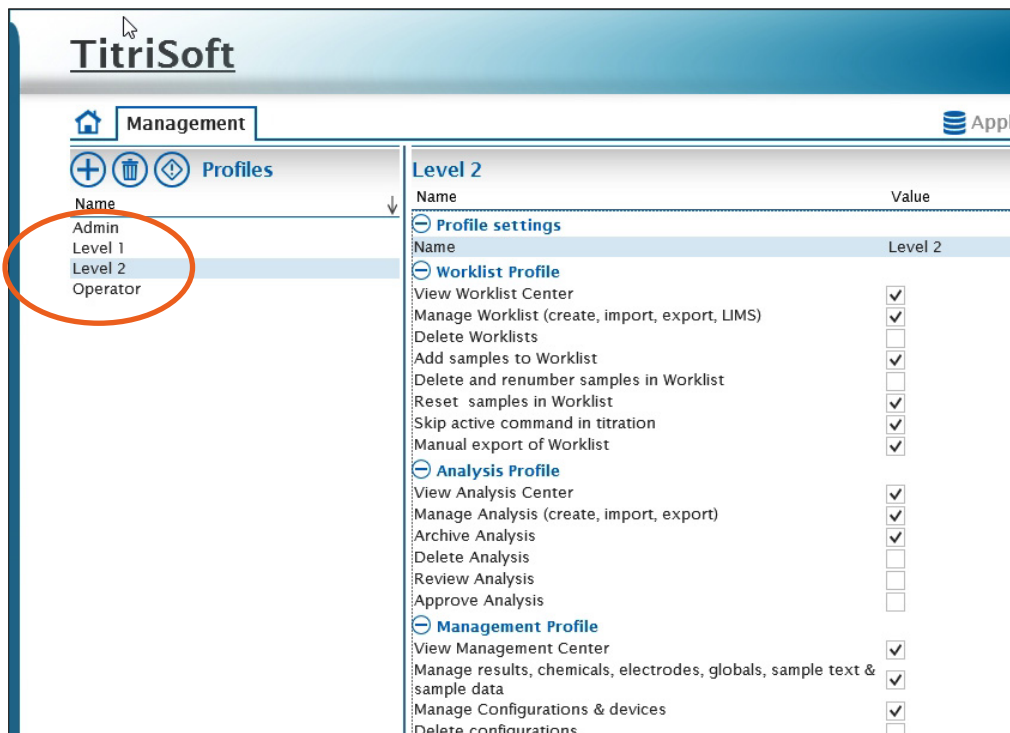 TitriSoft
Management
Appl
Profiles
Name
Admin
Level 1
Level 2
Operator
Level 2
Name Value
Profile settings
Name Level 2
Worklist Profile
View Worklist Center
Manage Worklist (create, import, export, LIMS)
Delete Worklists
Add samples to Worklist
Delete and renumber samples in Worklist
Reset samples in Worklist
Skip active command in titration
Manual export of Worklist
Analysis Profile
View Analysis Center
Manage Analysis (create, import, export)
Archive Analysis
Delete Analysis
Review Analysis
Approve Analysis
Management Profile
View Management Center
Manage results, chemicals, electrodes, globals, sample text &
sample data
Manage Configurations & devices
Delete configurations